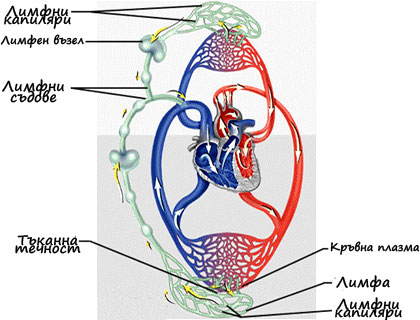 Лимфни
капиляри
Лимфен възел
Лимфни
съдове
Тъканна
течност
Кръвна плазма
Лимфа
Лимфни
капиляри